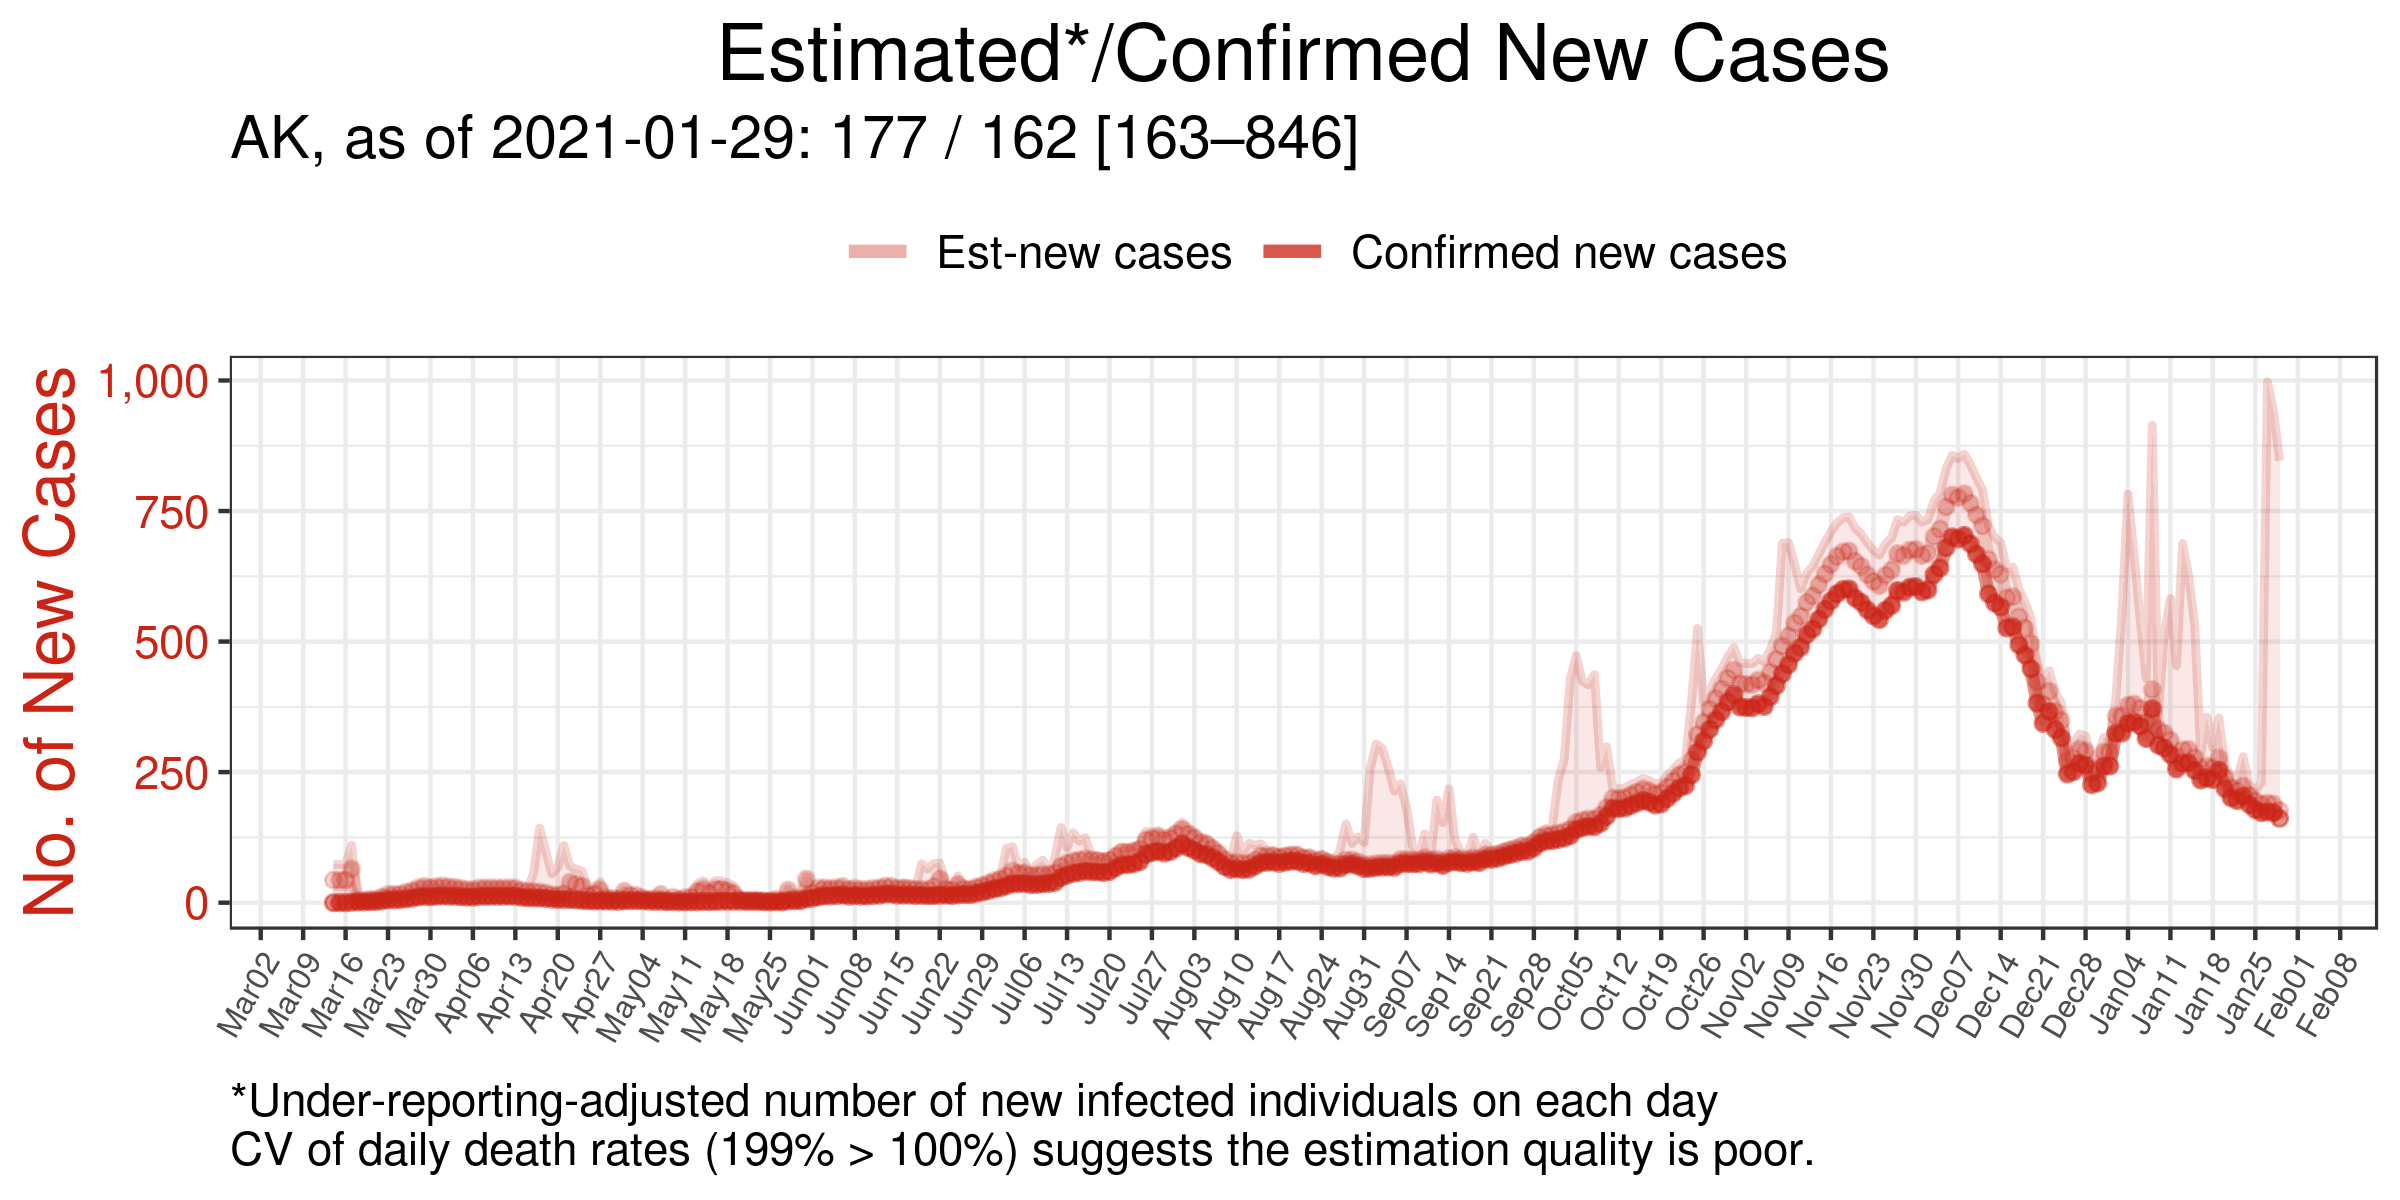 Estimated*/Confirmed New Cases
AK, as of 2021-01-29: 177 / 162 [163–846]
Est-new cases
Confirmed new cases
No. of New Cases
1,000
750
500
250
0
Mar02
Mar09
Mar16
Mar23
Mar30
Apr06
Apr13
Apr20
Apr27
May04
May11
May18
May25
Jun01
Jun08
Jun15
Jun22
Jun29
Jul06
Jul13
Jul20
Jul27
Aug03
Aug10
Aug17
Aug24
Aug31
Sep07
Sep14
Sep21
Sep28
Oct05
Oct12
Oct19
Oct26
Nov02
Nov09
Nov16
Nov23
Nov30
Dec07
Dec14
Dec21
Dec28
Jan04
Jan11
Jan18
Jan25
Feb01
Feb08
*Under-reporting-adjusted number of new infected individuals on each day
CV of daily death rates (199% > 100%) suggests the estimation quality is poor.